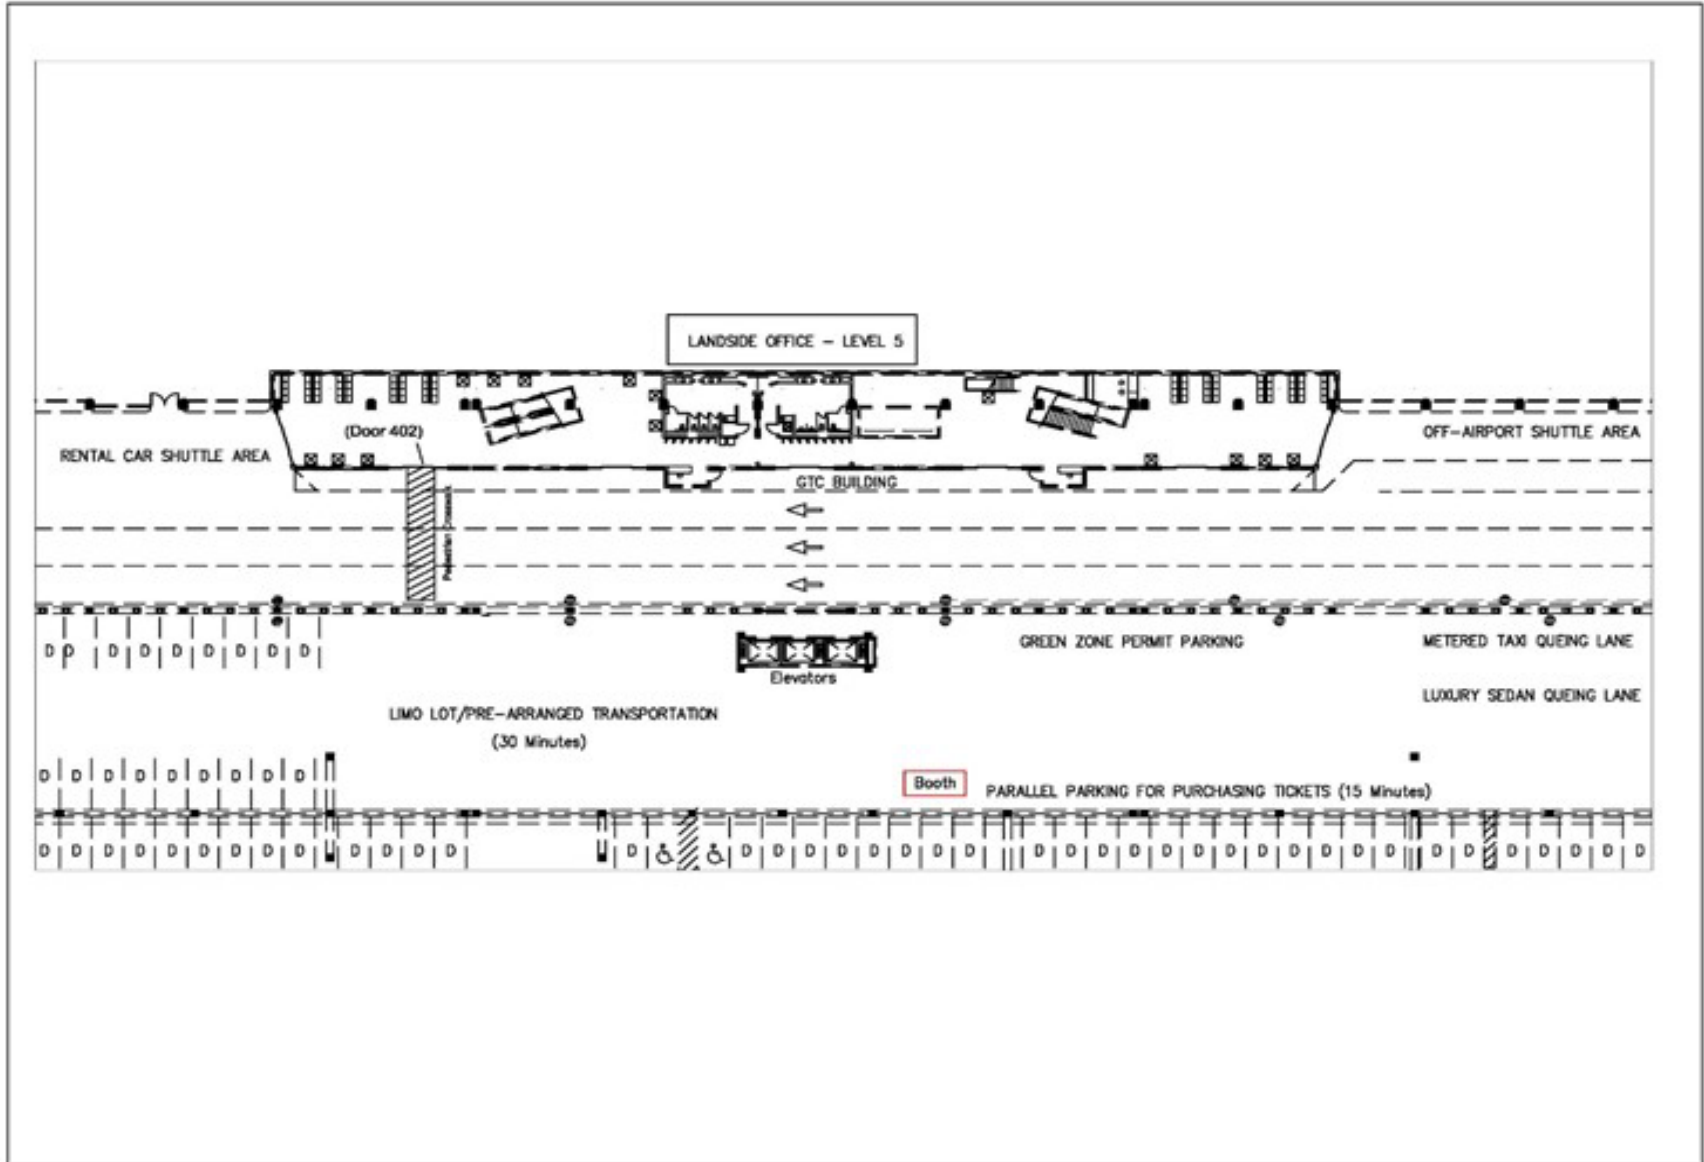 LANDSIDE OFFICE - LEVEL 5
(Door 402)
RENTAL CAR SHUTTLE AREA
OFF-AIRPORT SHUTTLE AREA
GTC BUILDING
Pedestrian Crosswalk
D D D D D D D D D
GREEN ZONE PERMIT PARKING
METERED TAXI QUEING LANE
Elevators
LUXURY SEDAN QUEING LANE
LIMO LOT/PRE-ARRANGED TRANSPORTATION
(30 Minutes)
D D D D D D D D D
Booth
PARALLEL PARKING FOR PURCHASING TICKETS (15 Minutes)
D D D D D D D D D D D D D D D D D D D D D D D D D D D D D D D D D D D D D D D D D D